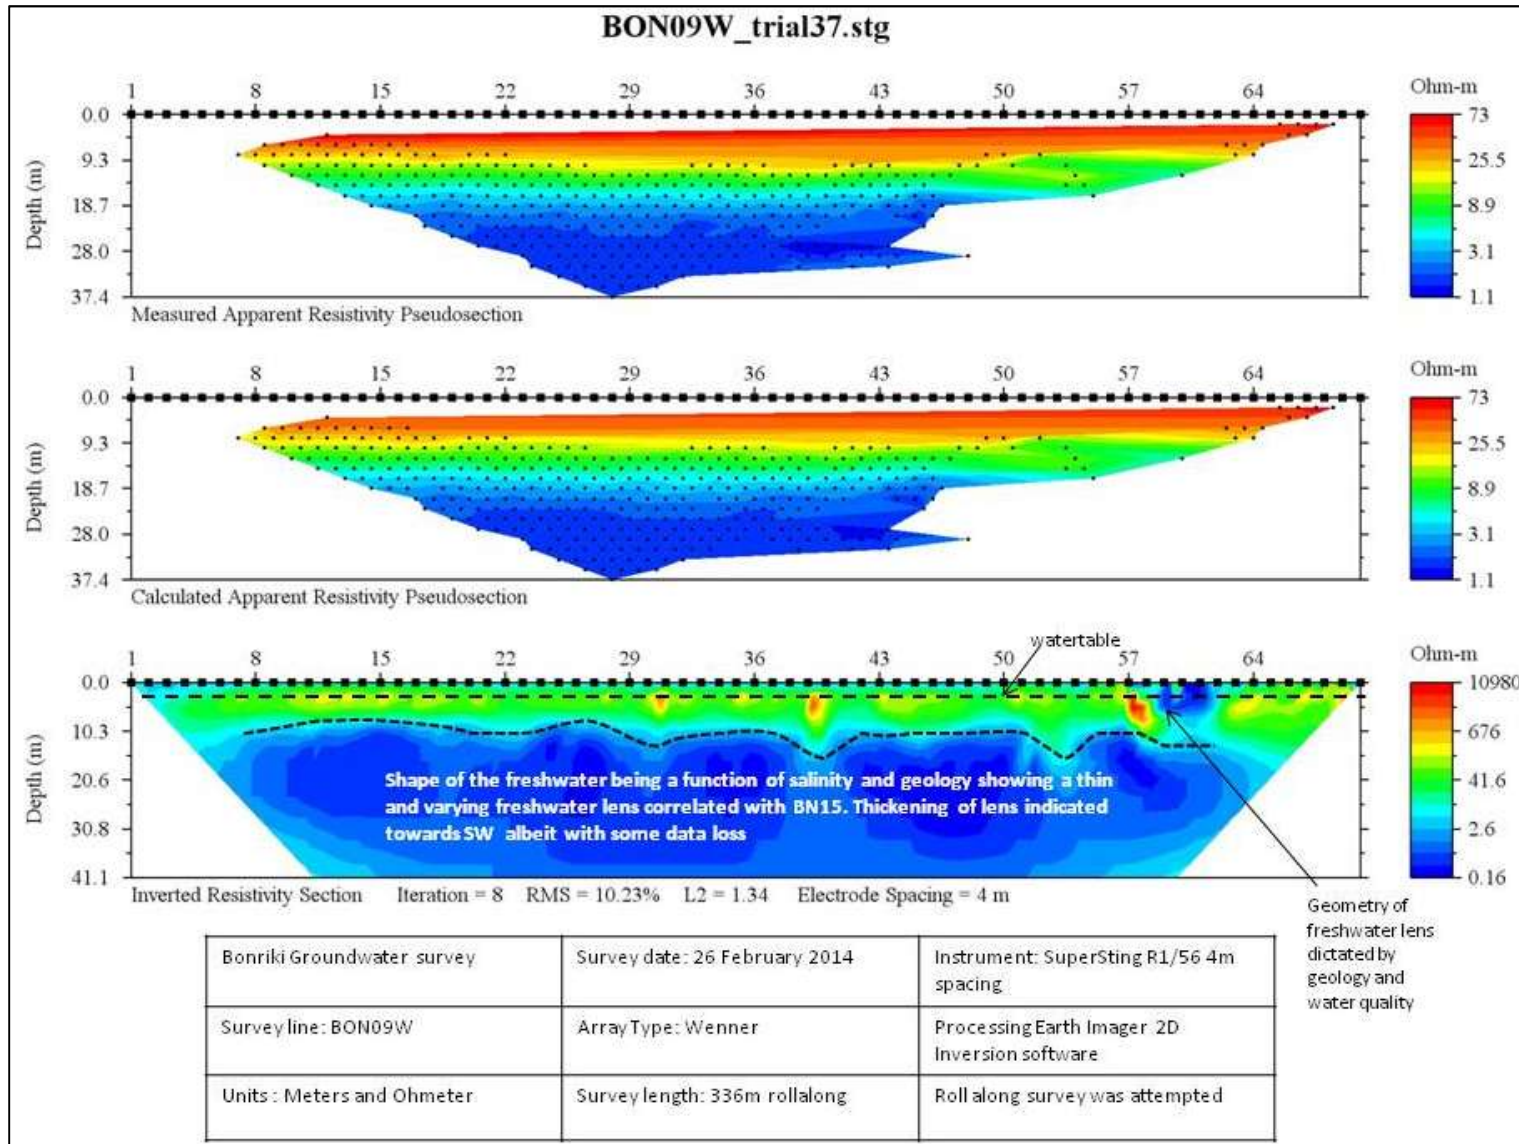 BON09W_trial37.stg
1 8 15 22 29 36 43 50 57 64
Ohm-m
0.0
9.3
18.7
28.0
37.4
Depth (m)
73
25.5
8.9
3.1
1.1
Measured Apparent Resistivity Pseudosection
1 8 15 22 29 36 43 50 57 64
Ohm-m
0.0
9.3
18.7
28.0
37.4
Depth (m)
73
25.5
8.9
3.1
1.1
Calculated Apparent Resistivity Pseudosection
watertable
1 8 15 22 29 36 43 50 57 64
Ohm-m
0.0
10.3
20.6
30.8
41.1
Depth (m)
10980
676
41.6
2.6
0.16
Shape of the freshwater being a function of salinity and geology showing a thin
and varying freshwater lens correlated with BN15. Thickening of lens indicated
towards SW albeit with some data loss
Inverted Resistivity Section Iteration = 8 RMS = 10.23% L2 = 1.34 Electrode Spacing = 4 m
Geometry of
freshwater lens
dictated by
geology and
water quality
Bonriki Groundwater survey
Survey date: 26 February 2014
Instrument: SuperSting R1/56 4m
spacing
Survey line: BON09W
Array Type: Wenner
Processing Earth Imager 2D
Inversion software
Units : Meters and Ohmeter
Survey length: 336m rollalong
Roll along survey was attempted